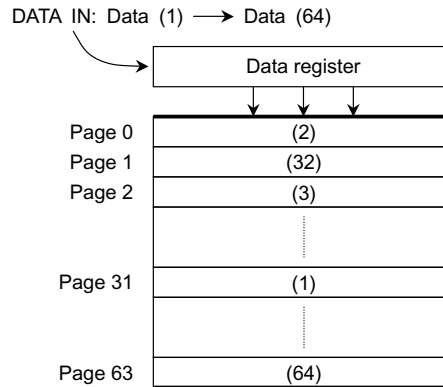 DATA IN: Data (1) → Data (64)
Data register
Page 0 (2)
Page 1 (32)
Page 2 (3)
Page 31 (1)
Page 63 (64)